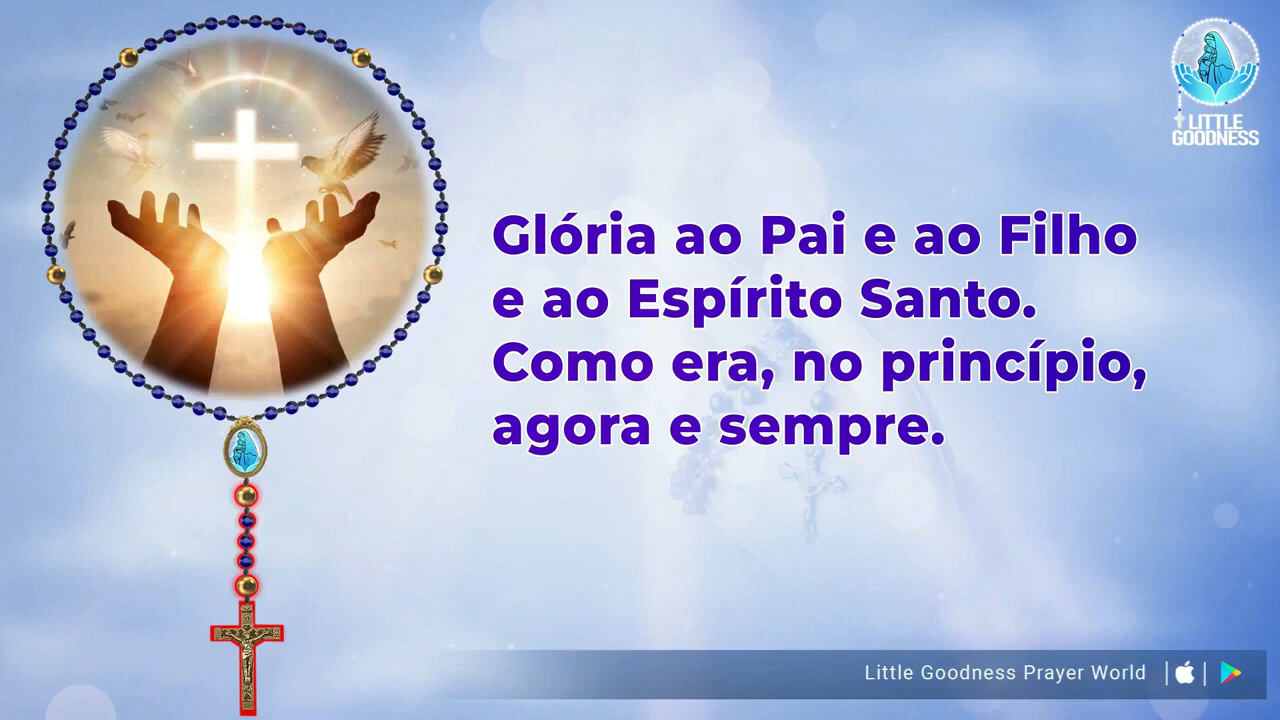 LITTLE
GOODNESS
Glória ao Pai e ao Filho
e ao Espírito Santo.
Como era, no princípio,
agora e sempre.
Little Goodness Prayer World